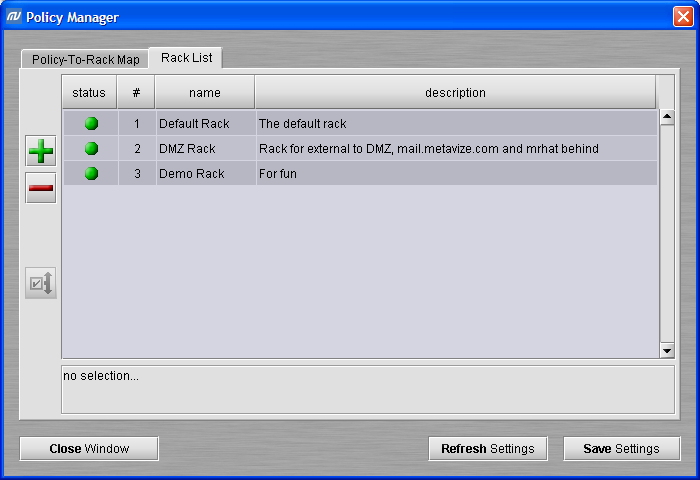 Policy Manager
Policy-To-Rack Map Rack List
status # name description
1 Default Rack The default rack
2 DMZ Rack Rack for external to DMZ, mail.metavize.com and mrhat behind
3 Demo Rack For fun
no selection...
Close Window Refresh Settings Save Settings